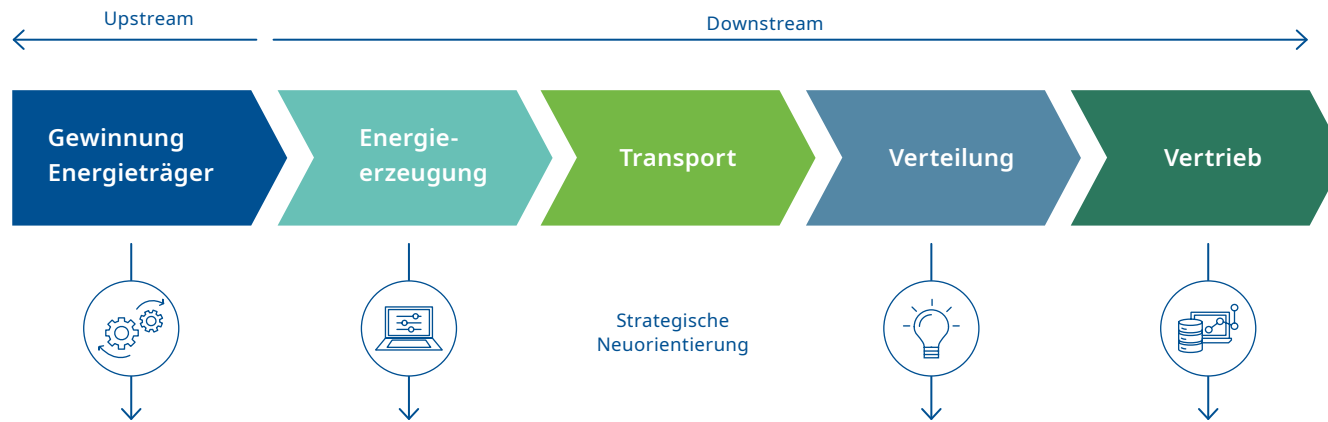 Upstream
Downstream
Gewinnung
Energieträger
Energie-
erzeugung
Transport
Verteilung
Vertrieb
Strategische
Neuorientierung